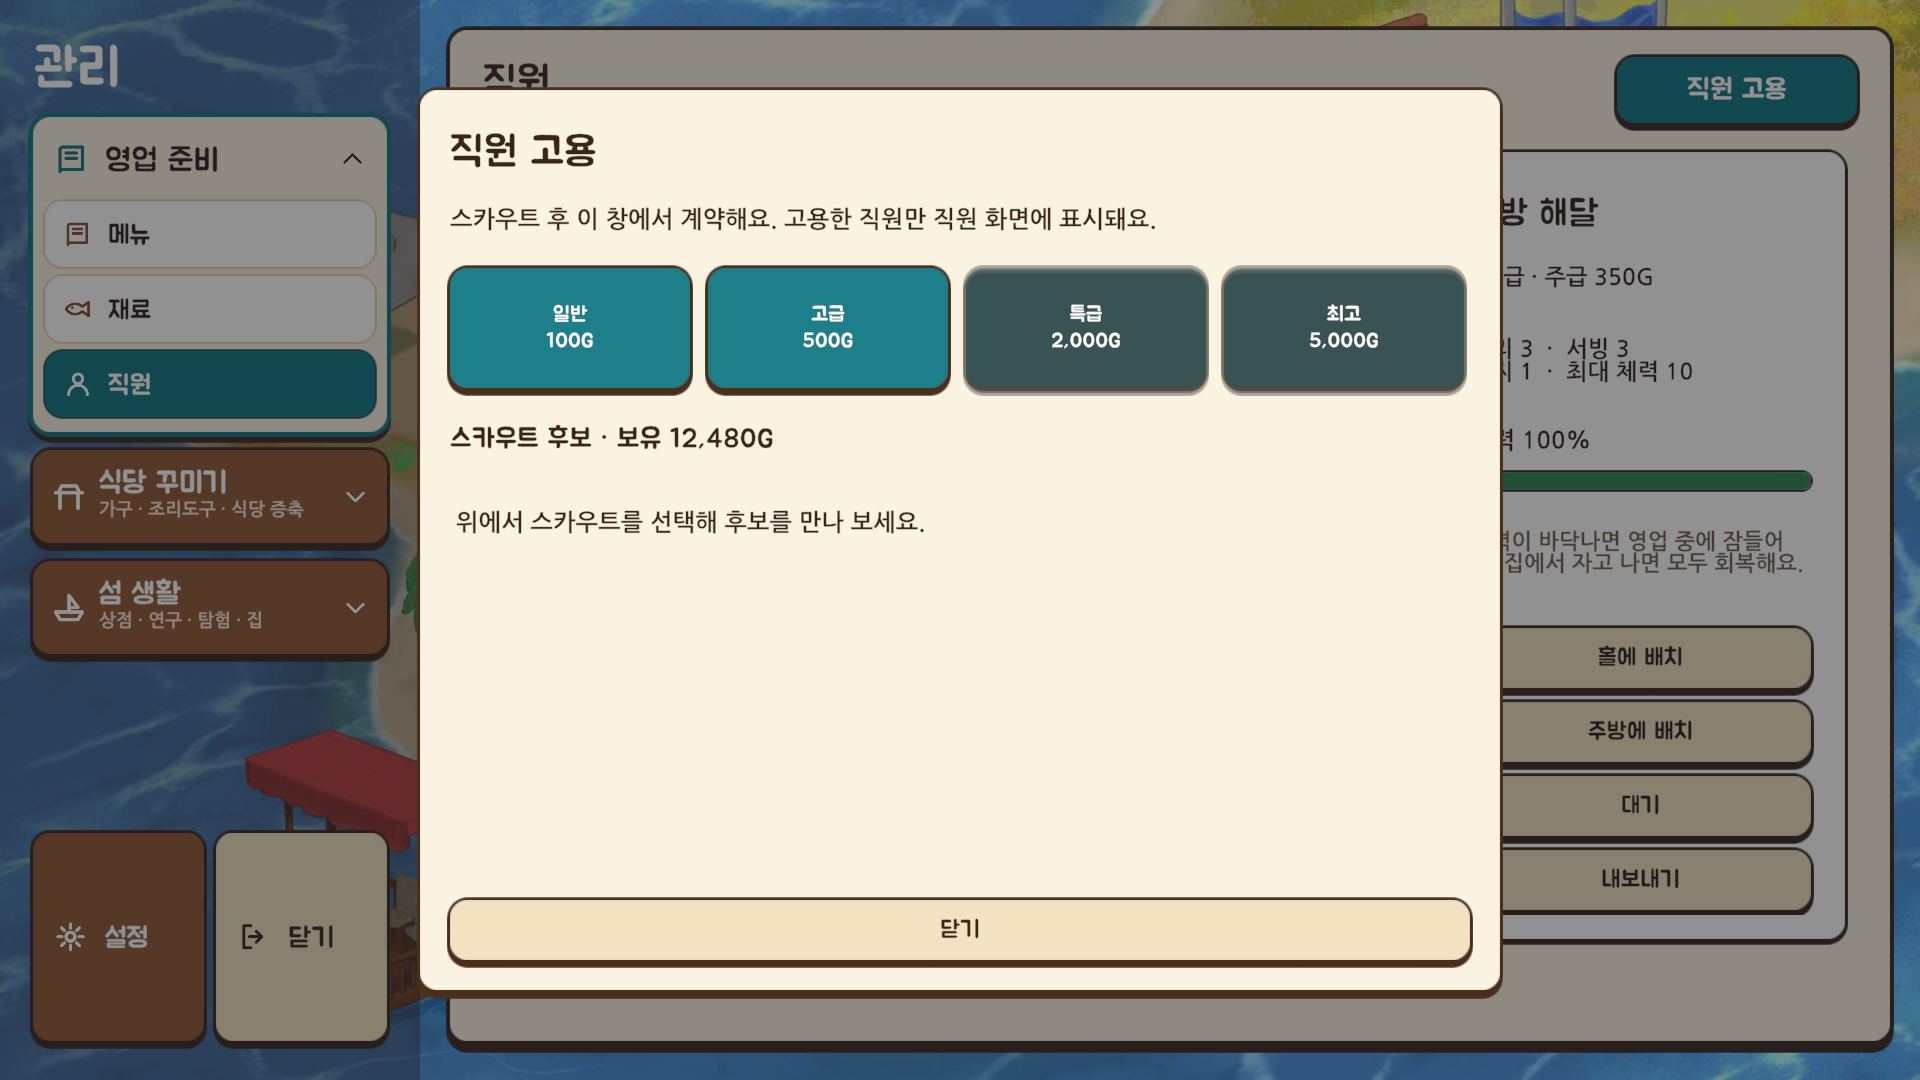 관리
영업 준비
메뉴
재료
직원
식당 꾸미기
가구 · 조리도구 · 식당 증축
섬 생활
상점 · 연구 · 탐험 · 집
설정
닫기
직원
직원 고용
직원 고용
스카우트 후 이 창에서 계약해요. 고용한 직원만 직원 화면에 표시돼요.
일반
100G
고급
500G
특급
2,000G
최고
5,000G
스카우트 후보 · 보유 12,480G
위에서 스카우트를 선택해 후보를 만나 보세요.
닫기
해달
· 주급 350G
3 · 서빙 3
1 · 최대 체력 10
100%
바닥나면 영업 중에 잠들어
집에서 자고 나면 모두 회복해요.
홀에 배치
주방에 배치
대기
내보내기